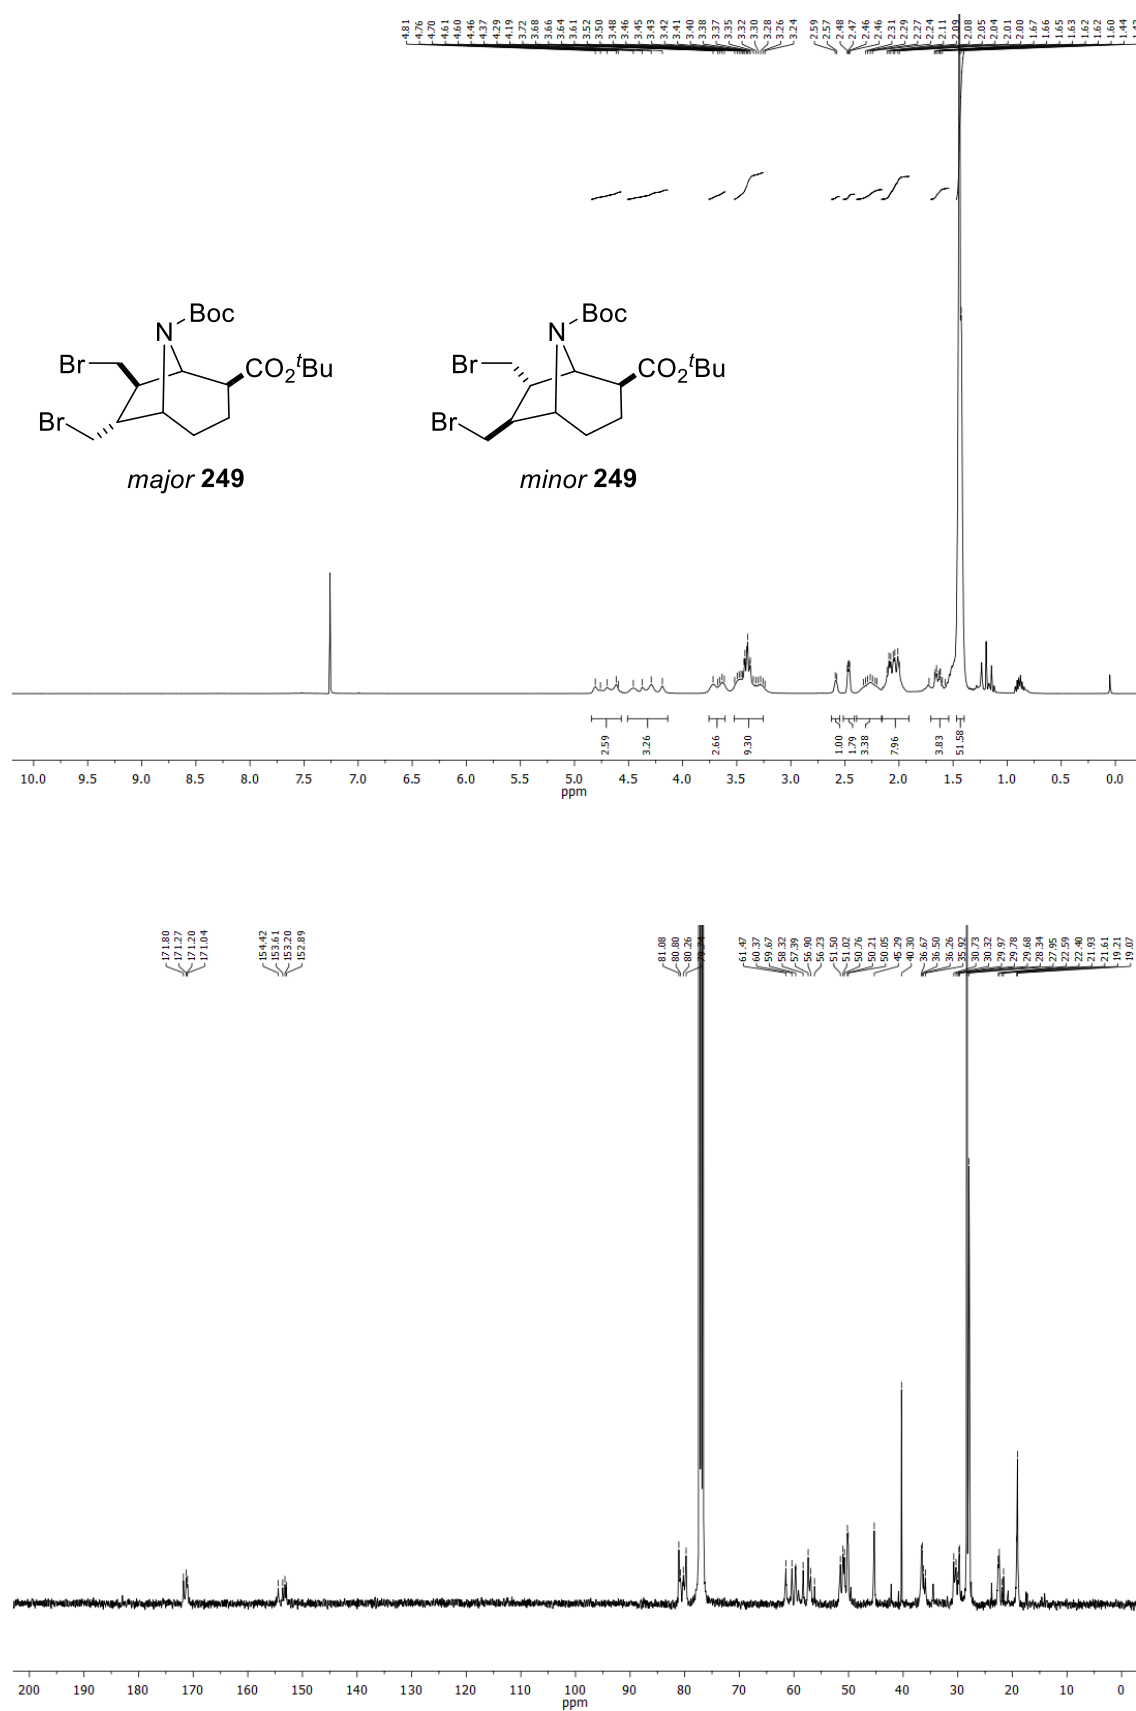 4.81 4.76 4.70 4.61 4.60 4.46 4.37 4.29 4.19 3.72 3.68 3.66 3.64 3.61 3.52 3.50 3.48 3.46 3.45 3.43 3.42 3.41 3.40 3.38 3.37 3.35 3.32 3.30 3.28 3.26 3.24 2.59 2.57 2.48 2.47 2.46 2.46 2.31 2.29 2.27 2.24 2.11 2.09 2.08 2.05 2.04 2.01 2.00 1.67 1.66 1.65 1.63 1.62 1.62 1.60 1.44
N Boc
Br CO2tBu
Br
major 249
N Boc
Br CO2tBu
Br
minor 249
2.59 3.26 2.66 9.30 1.00 1.79 3.38 7.96 3.83 51.58
10.0 9.5 9.0 8.5 8.0 7.5 7.0 6.5 6.0 5.5 5.0 4.5 4.0 3.5 3.0 2.5 2.0 1.5 1.0 0.5 0.0
ppm
171.80 171.27 171.20 171.04 154.42 153.61 153.20 152.89 81.08 80.80 80.26 61.47 60.37 59.67 58.32 57.39 56.90 56.23 51.50 51.02 50.76 50.21 50.05 45.29 40.30 36.67 36.50 36.26 35.92 30.73 30.32 29.97 29.78 29.68 28.34 27.95 22.59 22.40 21.93 21.61 19.21 19.07
200 190 180 170 160 150 140 130 120 110 100 90 80 70 60 50 40 30 20 10 0
ppm